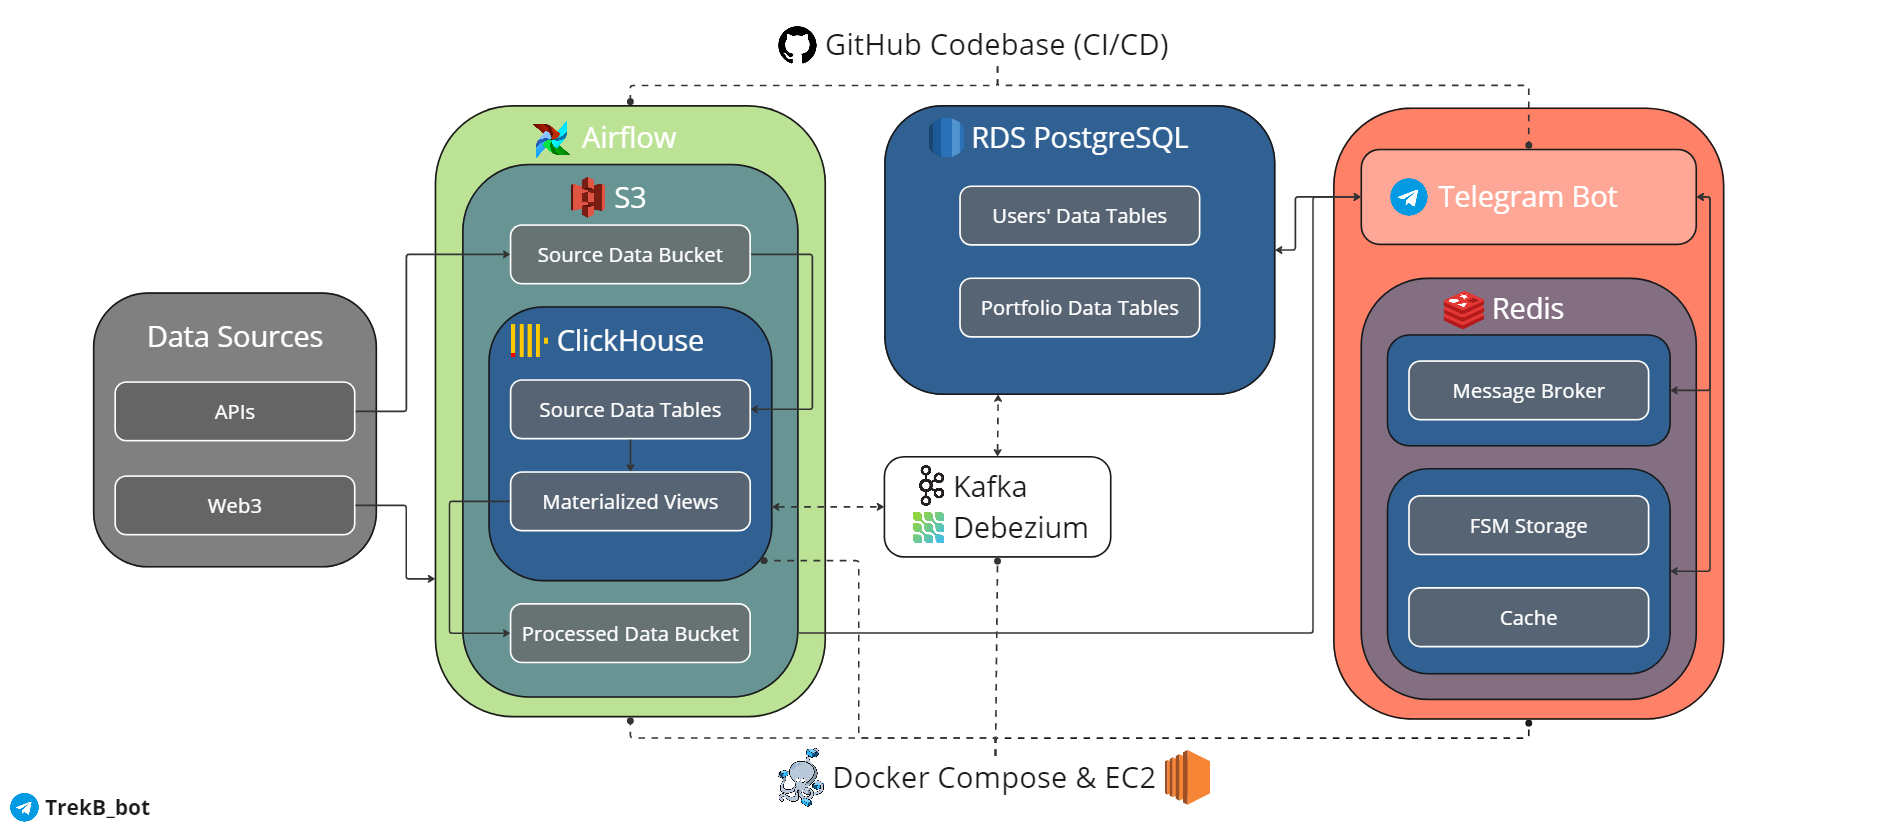 GitHub Codebase (CI/CD)
Airflow
S3
Source Data Bucket
ClickHouse
Source Data Tables
Materialized Views
Processed Data Bucket
Data Sources
APIs
Web3
RDS PostgreSQL
Users' Data Tables
Portfolio Data Tables
Kafka
Debezium
Telegram Bot
Redis
Message Broker
FSM Storage
Cache
Docker Compose & EC2
TrekB_bot